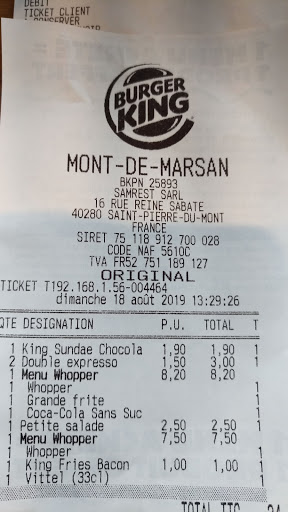 DEBIT
TICKET CLIENT
A CONSERVER
BURGER
KING
MONT-DE-MARSAN
BKPN 25893
SAMREST SARL
16 RUE REINE SABATE
40280 SAINT-PIERRE-DU-MONT
FRANCE
SIRET 75 118 912 700 028
CODE NAF 5610C
TVA FR52 751 189 127
ORIGINAL
TICKET T192.168.1.56-004464
dimanche 18 août 2019 13:29:26
QTE DESIGNATION P.U. TOTAL T
1 King Sundae Chocola 1,90 1,90 1
2 Double expresso 1,50 3,00 1
1 Menu Whopper 8,20 8,20
1 Whopper 1
1 Grande frite 1
1 Coca-Cola Sans Suc 1
1 Petite salade 2,50 2,50 1
1 Menu Whopper 7,50 7,50
1 Whopper 1
1 King Fries Bacon 1,00 1,00 1
1 Vittel (33cl) 1
TOTAL TTC